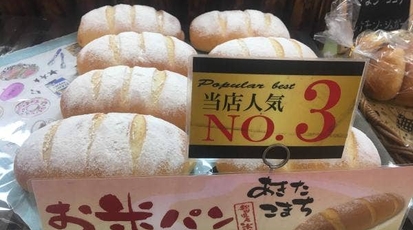 Popular best
当店人気
NO.3
あきた
こまち
お米パン